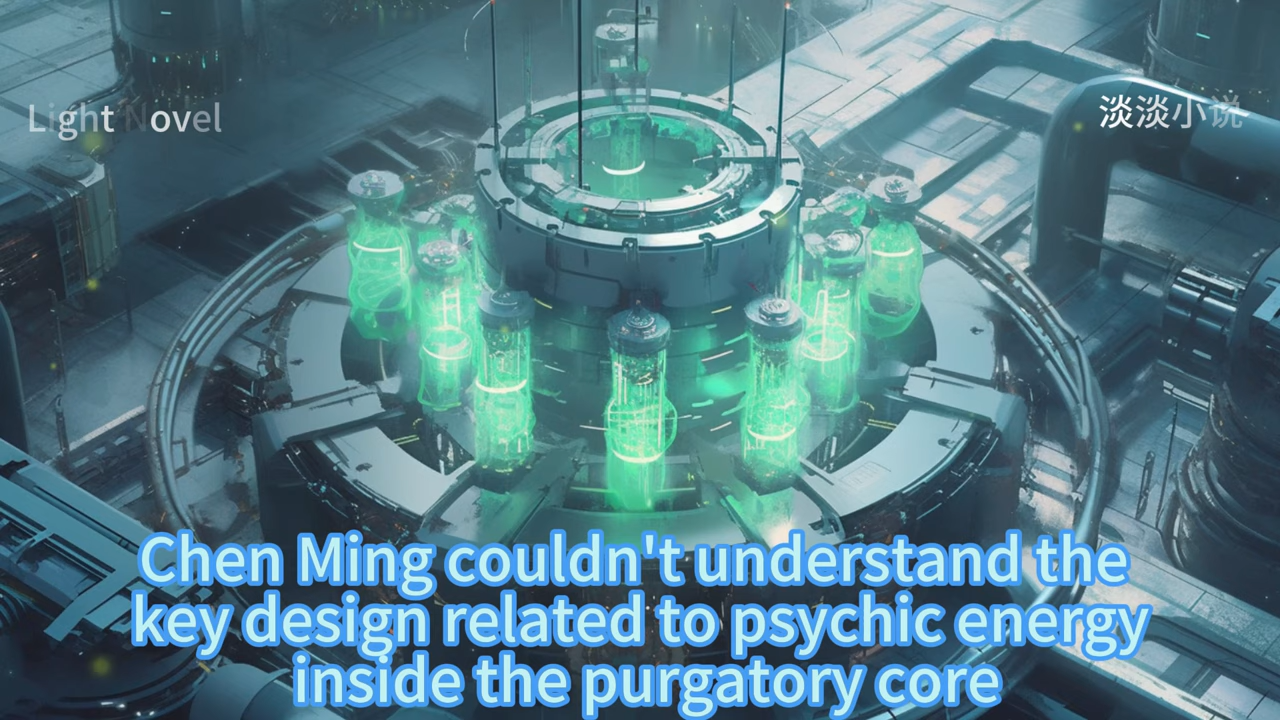 Light Novel
淡淡小说
Chen Ming couldn't understand the
key design related to psychic energy
inside the purgatory core